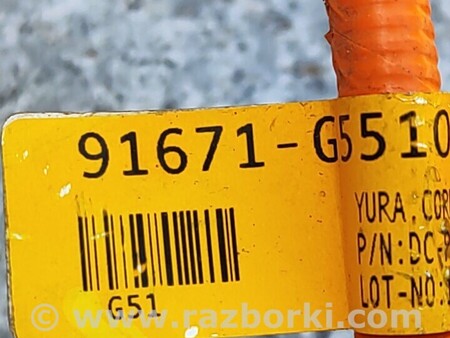 91671-G5510
YURA.COR
P/N:DC-
G51
LOT-NO:
© www.razborki.com